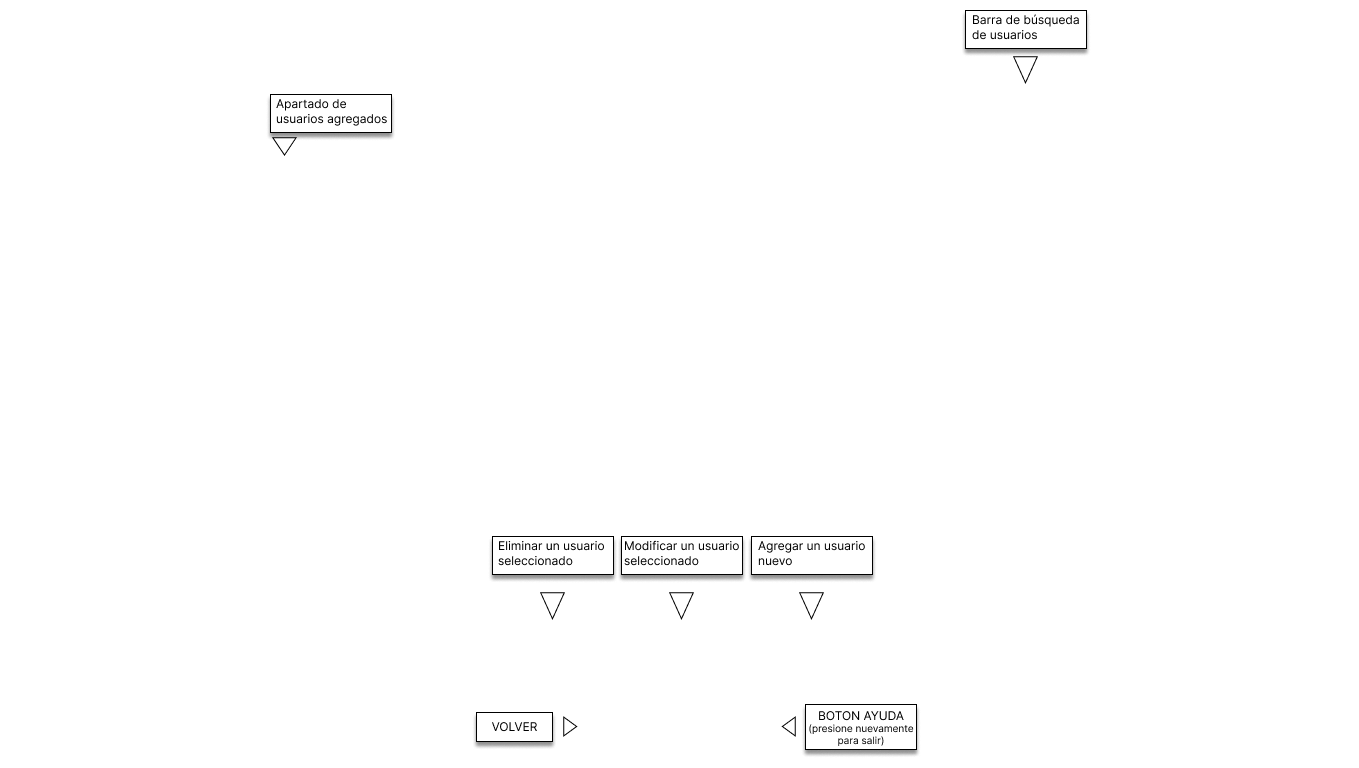 Barra de búsqueda
de usuarios
Apartado de
usuarios agregados
Eliminar un usuario
seleccionado
Modificar un usuario
seleccionado
Agregar un usuario
nuevo
VOLVER
BOTON AYUDA
(presione nuevamente
para salir)